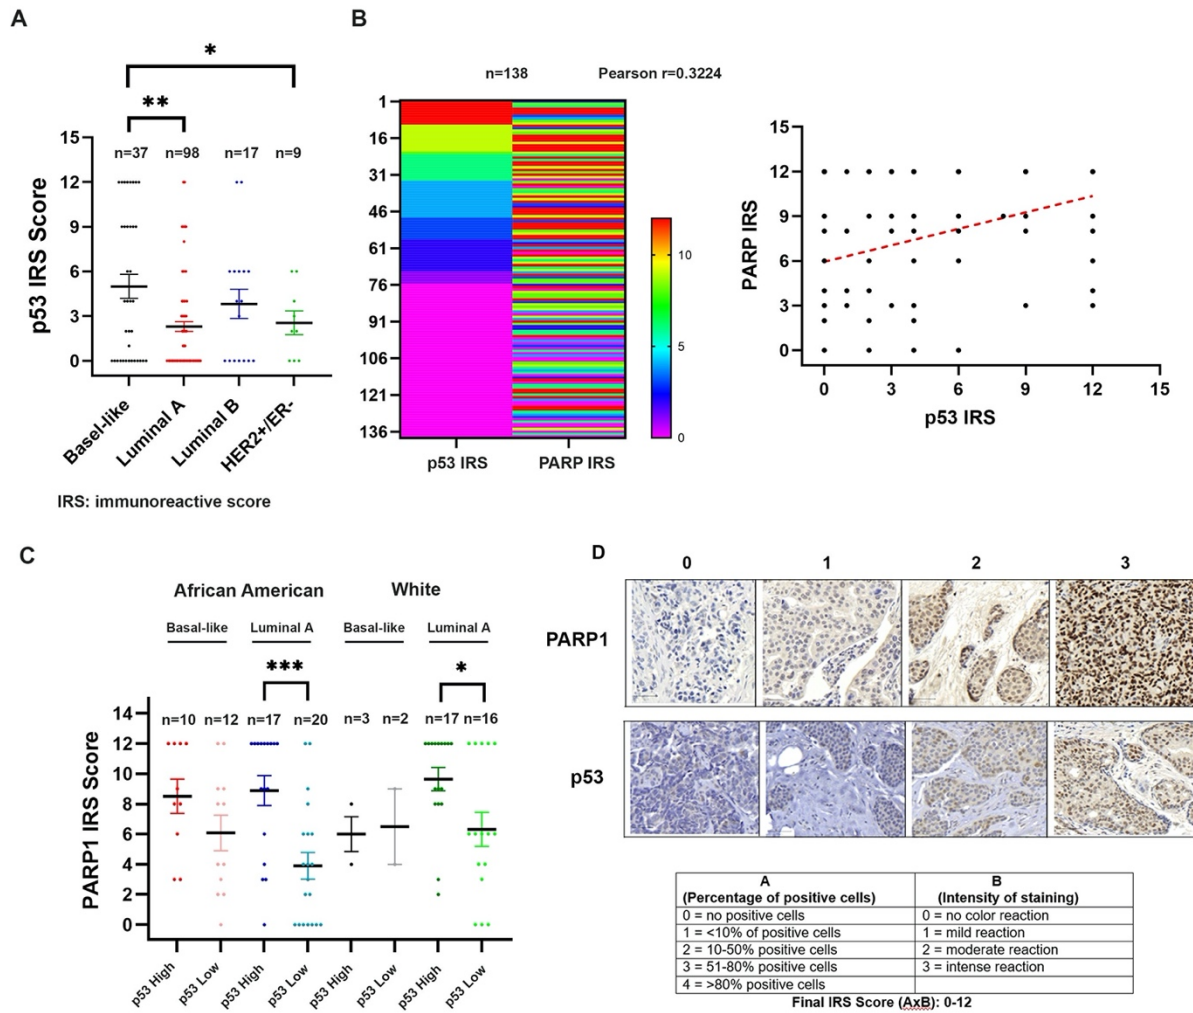 A
*
**
15
12
9
6
3
0
p53 IRS Score
n=37 n=98 n=17 n=9
Basel-like
Luminal A
Luminal B
HER2+/ER-
IRS: immunoreactive score
B
n=138
Pearson r=0.3224
1
16
31
46
61
76
91
106
121
136
p53 IRS PARP IRS
10
5
0
15
12
9
6
3
0
PARP IRS
0 3 6 9 12 15
p53 IRS
C
African American White
Basal-like Luminal A Basal-like Luminal A
*** *
14
12
10
8
6
4
2
0
PARP1 IRS Score
n=10 n=12 n=17 n=20 n=3 n=2 n=17 n=16
p53 High
p53 Low
p53 High
p53 Low
p53 High
p53 Low
p53 High
p53 Low
D
0 1 2 3
PARP1
p53
A B
(Percentage of positive cells) (Intensity of staining)
0 = no positive cells 0 = no color reaction
1 = <10% of positive cells 1 = mild reaction
2 = 10-50% positive cells 2 = moderate reaction
3 = 51-80% positive cells 3 = intense reaction
4 = >80% positive cells
Final IRS Score (AxB): 0-12